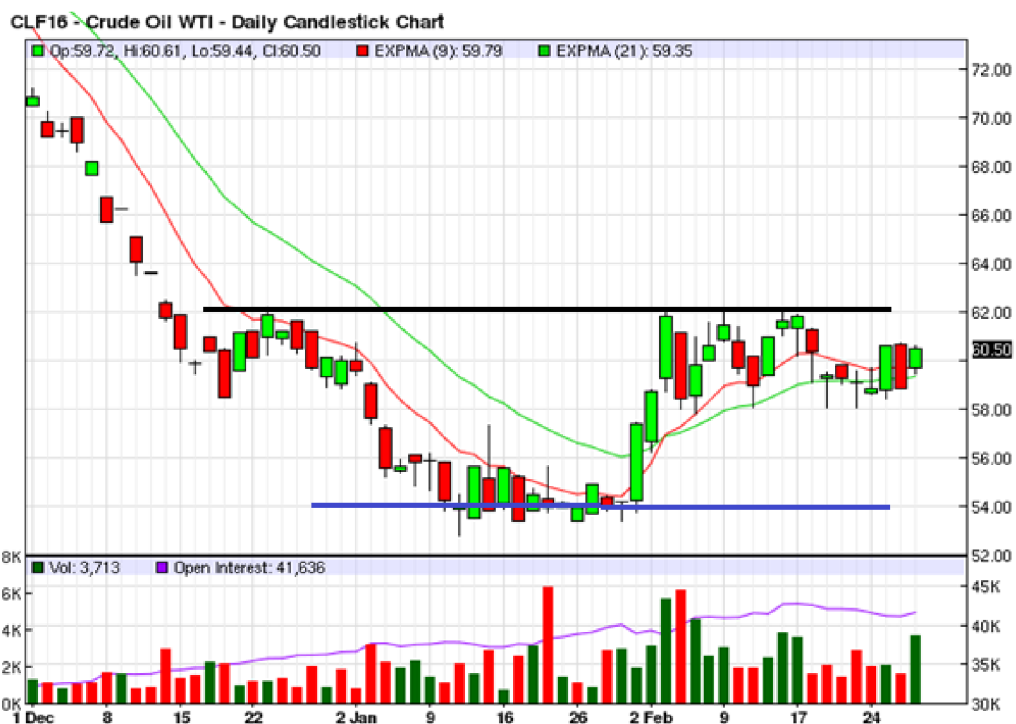 CLF16 - Crude Oil WTI - Daily Candlestick Chart
Op:59.72, Hi:60.61, Lo:59.44, Cl:60.50 EXPMA (9): 59.79 EXPMA (21): 59.35
72.00
70.00
68.00
66.00
64.00
62.00
60.50
58.00
56.00
54.00
52.00
8K
Vol: 3,713 Open Interest: 41,636
6K 45K
4K 40K
2K 35K
0K 30K
1 Dec 8 15 22 2 Jan 9 16 26 2 Feb 9 17 24